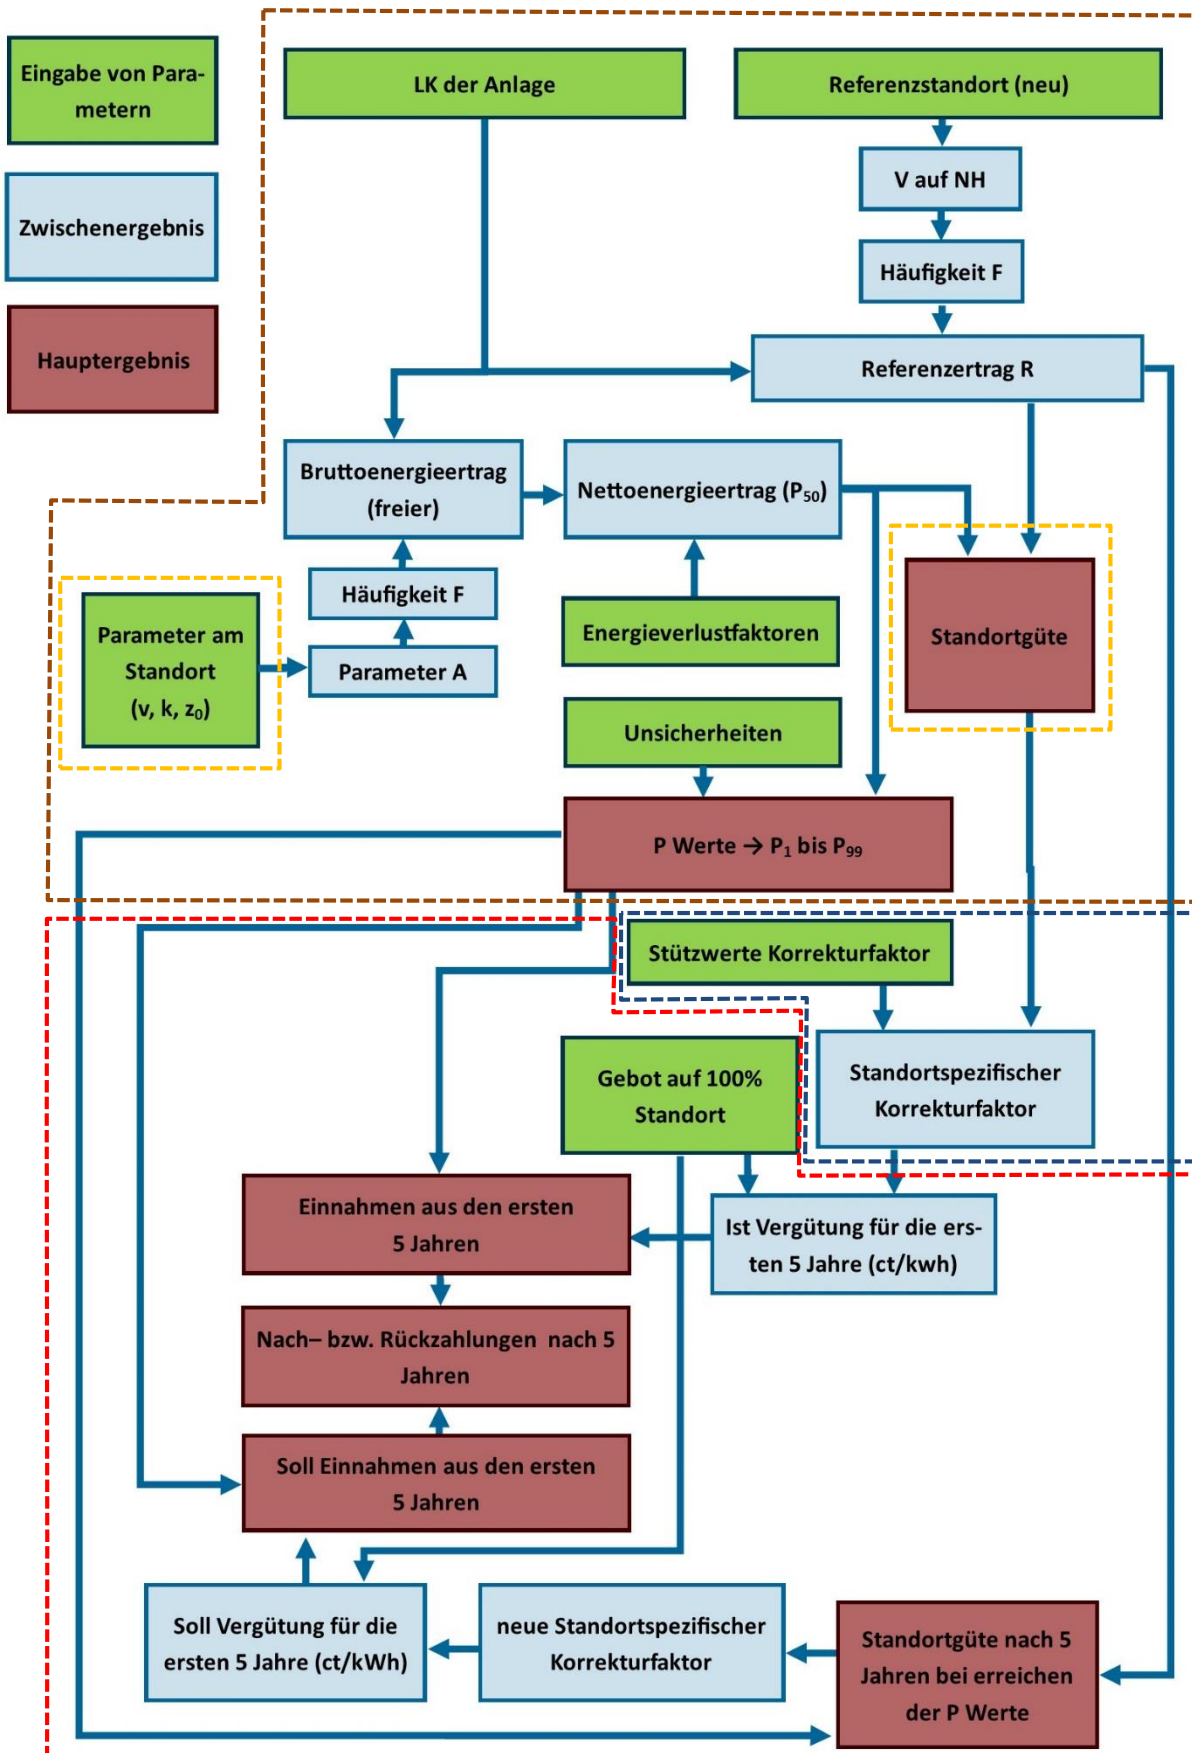 Eingabe von Para-
metern
Zwischenergebnis
Hauptergebnis
LK der Anlage
Referenzstandort (neu)
V auf NH
Häufigkeit F
Referenzertrag R
Bruttoenergieertrag
(freier)
Nettoenergieertrag (P₅₀)
Häufigkeit F
Parameter A
Parameter am
Standort
(v, k, z₀)
Energieverlustfaktoren
Standortgüte
Unsicherheiten
P Werte → P₁ bis P₉₉
Stützwerte Korrekturfaktor
Gebot auf 100%
Standort
Standortspezifischer
Korrekturfaktor
Einnahmen aus den ersten
5 Jahren
Ist Vergütung für die ers-
ten 5 Jahre (ct/kwh)
Nach– bzw. Rückzahlungen nach 5
Jahren
Soll Einnahmen aus den ersten
5 Jahren
Soll Vergütung für die
ersten 5 Jahre (ct/kWh)
neue Standortspezifischer
Korrekturfaktor
Standortgüte nach 5
Jahren bei erreichen
der P Werte